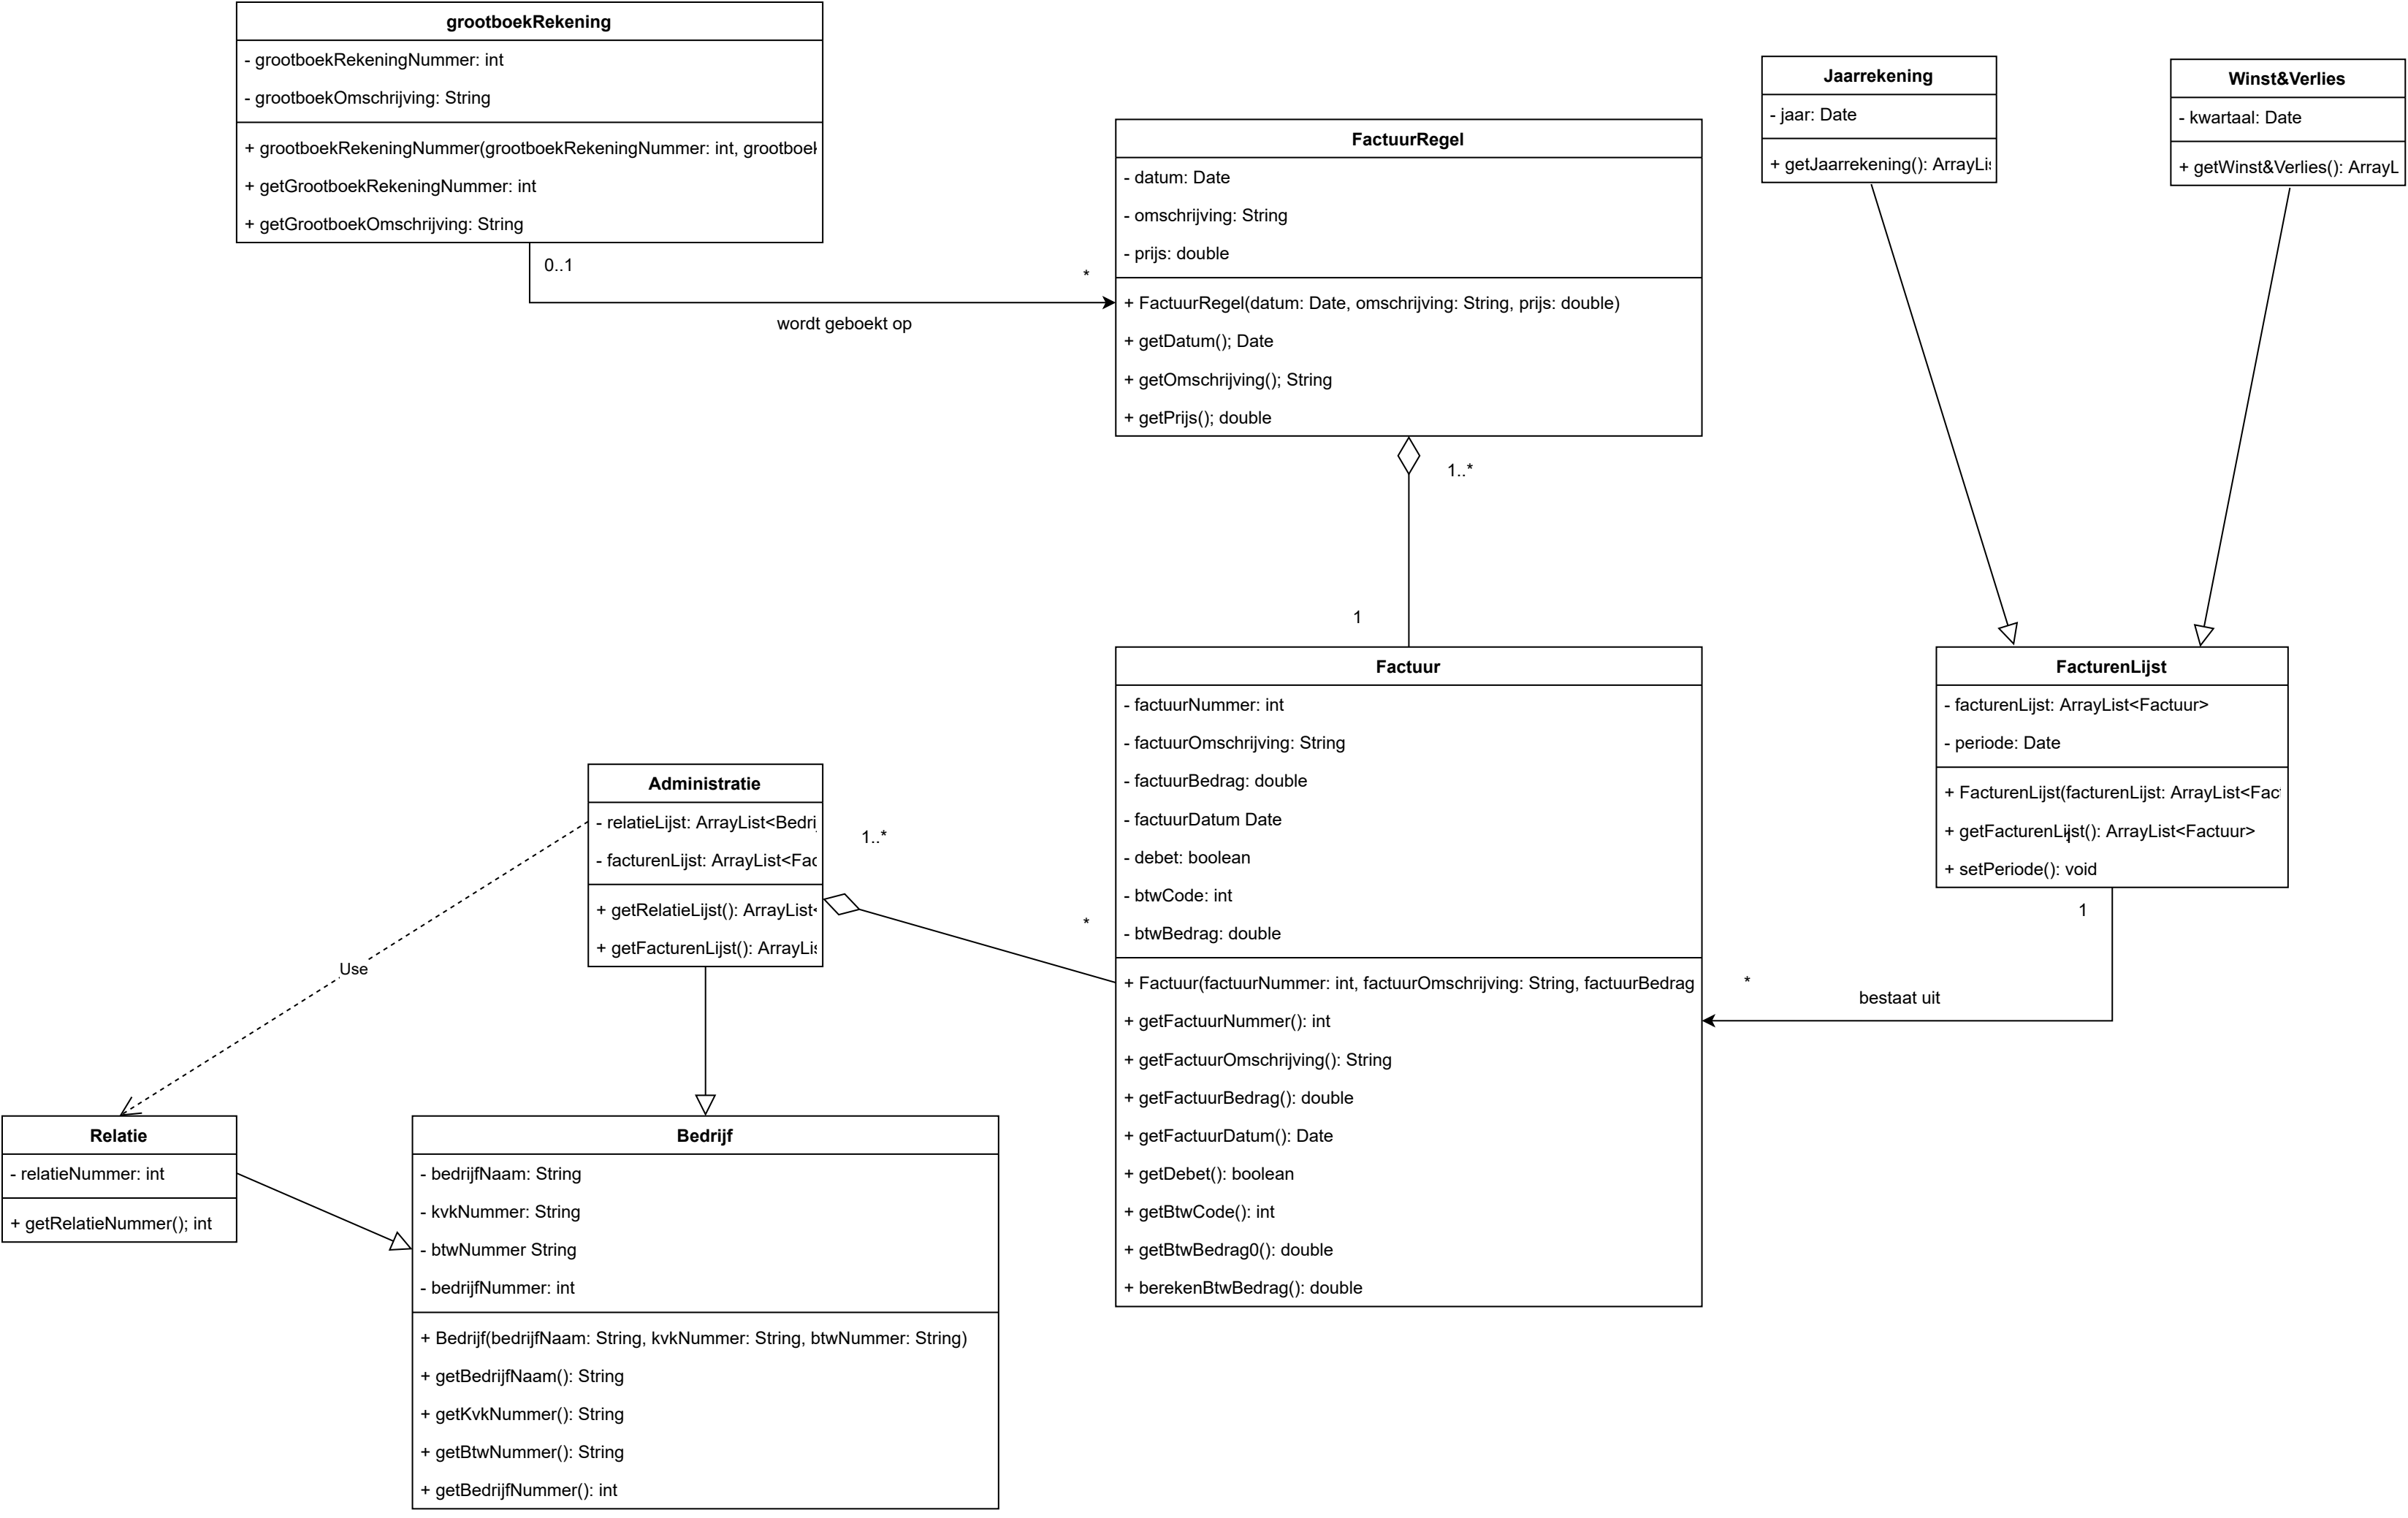 grootboekRekening
- grootboekRekeningNummer: int
- grootboekOmschrijving: String
+ grootboekRekeningNummer(grootboekRekeningNummer: int, grootboek
+ getGrootboekRekeningNummer: int
+ getGrootboekOmschrijving: String
0..1
*
wordt geboekt op
FactuurRegel
- datum: Date
- omschrijving: String
- prijs: double
+ FactuurRegel(datum: Date, omschrijving: String, prijs: double)
+ getDatum(); Date
+ getOmschrijving(); String
+ getPrijs(); double
1..*
1
Jaarrekening
- jaar: Date
+ getJaarrekening(): ArrayLis
Winst&Verlies
- kwartaal: Date
+ getWinst&Verlies(): ArrayL
Factuur
- factuurNummer: int
- factuurOmschrijving: String
- factuurBedrag: double
- factuurDatum Date
- debet: boolean
- btwCode: int
- btwBedrag: double
+ Factuur(factuurNummer: int, factuurOmschrijving: String, factuurBedrag
+ getFactuurNummer(): int
+ getFactuurOmschrijving(): String
+ getFactuurBedrag(): double
+ getFactuurDatum(): Date
+ getDebet(): boolean
+ getBtwCode(): int
+ getBtwBedrag0(): double
+ berekenBtwBedrag(): double
FacturenLijst
- facturenLijst: ArrayList<Factuur>
- periode: Date
+ FacturenLijst(facturenLijst: ArrayList<Fact
+ getFacturenLijst(): ArrayList<Factuur>
+ setPeriode(): void
1
*
bestaat uit
Administratie
- relatieLijst: ArrayList<Bedrij
- facturenLijst: ArrayList<Fac
+ getRelatieLijst(): ArrayList<
+ getFacturenLijst(): ArrayLis
1..*
*
Use
Relatie
- relatieNummer: int
+ getRelatieNummer(); int
Bedrijf
- bedrijfNaam: String
- kvkNummer: String
- btwNummer String
- bedrijfNummer: int
+ Bedrijf(bedrijfNaam: String, kvkNummer: String, btwNummer: String)
+ getBedrijfNaam(): String
+ getKvkNummer(): String
+ getBtwNummer(): String
+ getBedrijfNummer(): int